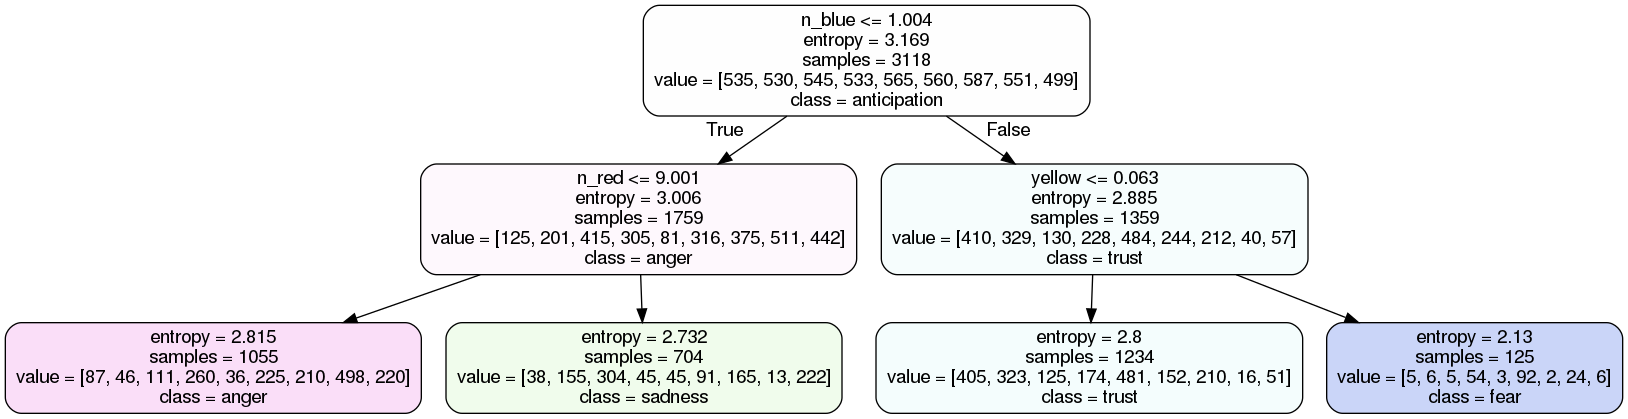 n_blue <= 1.004
entropy = 3.169
samples = 3118
value = [535, 530, 545, 533, 565, 560, 587, 551, 499]
class = anticipation
True
False
n_red <= 9.001
entropy = 3.006
samples = 1759
value = [125, 201, 415, 305, 81, 316, 375, 511, 442]
class = anger
yellow <= 0.063
entropy = 2.885
samples = 1359
value = [410, 329, 130, 228, 484, 244, 212, 40, 57]
class = trust
entropy = 2.815
samples = 1055
value = [87, 46, 111, 260, 36, 225, 210, 498, 220]
class = anger
entropy = 2.732
samples = 704
value = [38, 155, 304, 45, 45, 91, 165, 13, 222]
class = sadness
entropy = 2.8
samples = 1234
value = [405, 323, 125, 174, 481, 152, 210, 16, 51]
class = trust
entropy = 2.13
samples = 125
value = [5, 6, 5, 54, 3, 92, 2, 24, 6]
class = fear